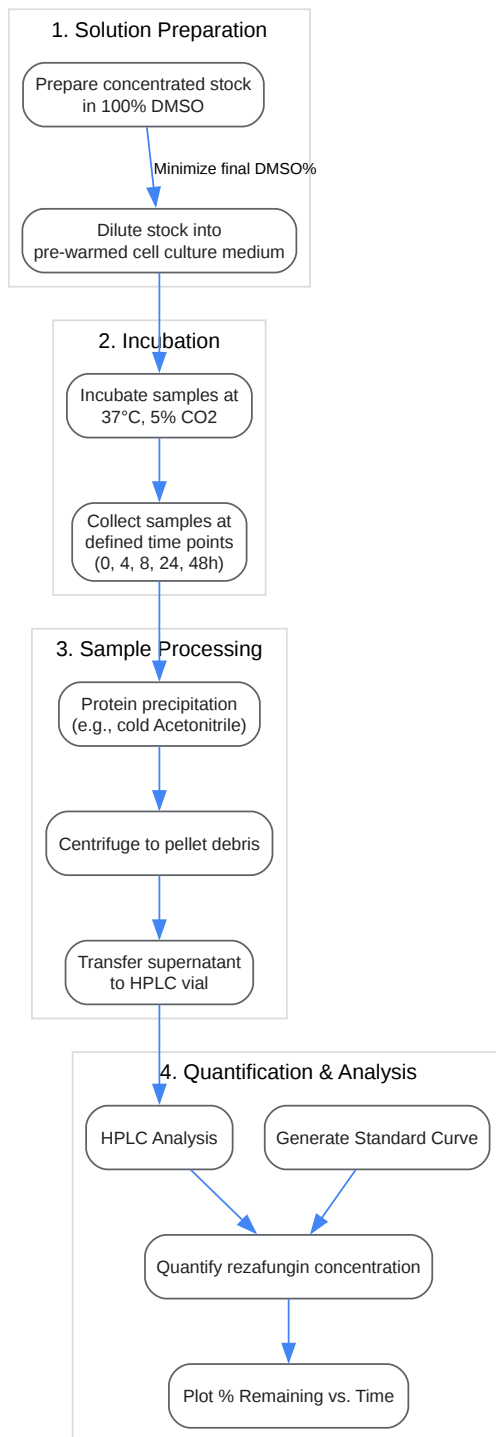 1. Solution Preparation
Prepare concentrated stock
in 100% DMSO
Minimize final DMSO%
Dilute stock into
pre-warmed cell culture medium
2. Incubation
Incubate samples at
37°C, 5% CO2
Collect samples at
defined time points
(0, 4, 8, 24, 48h)
3. Sample Processing
Protein precipitation
(e.g., cold Acetonitrile)
Centrifuge to pellet debris
Transfer supernatant
to HPLC vial
4. Quantification & Analysis
HPLC Analysis
Generate Standard Curve
Quantify rezafungin concentration
Plot % Remaining vs. Time